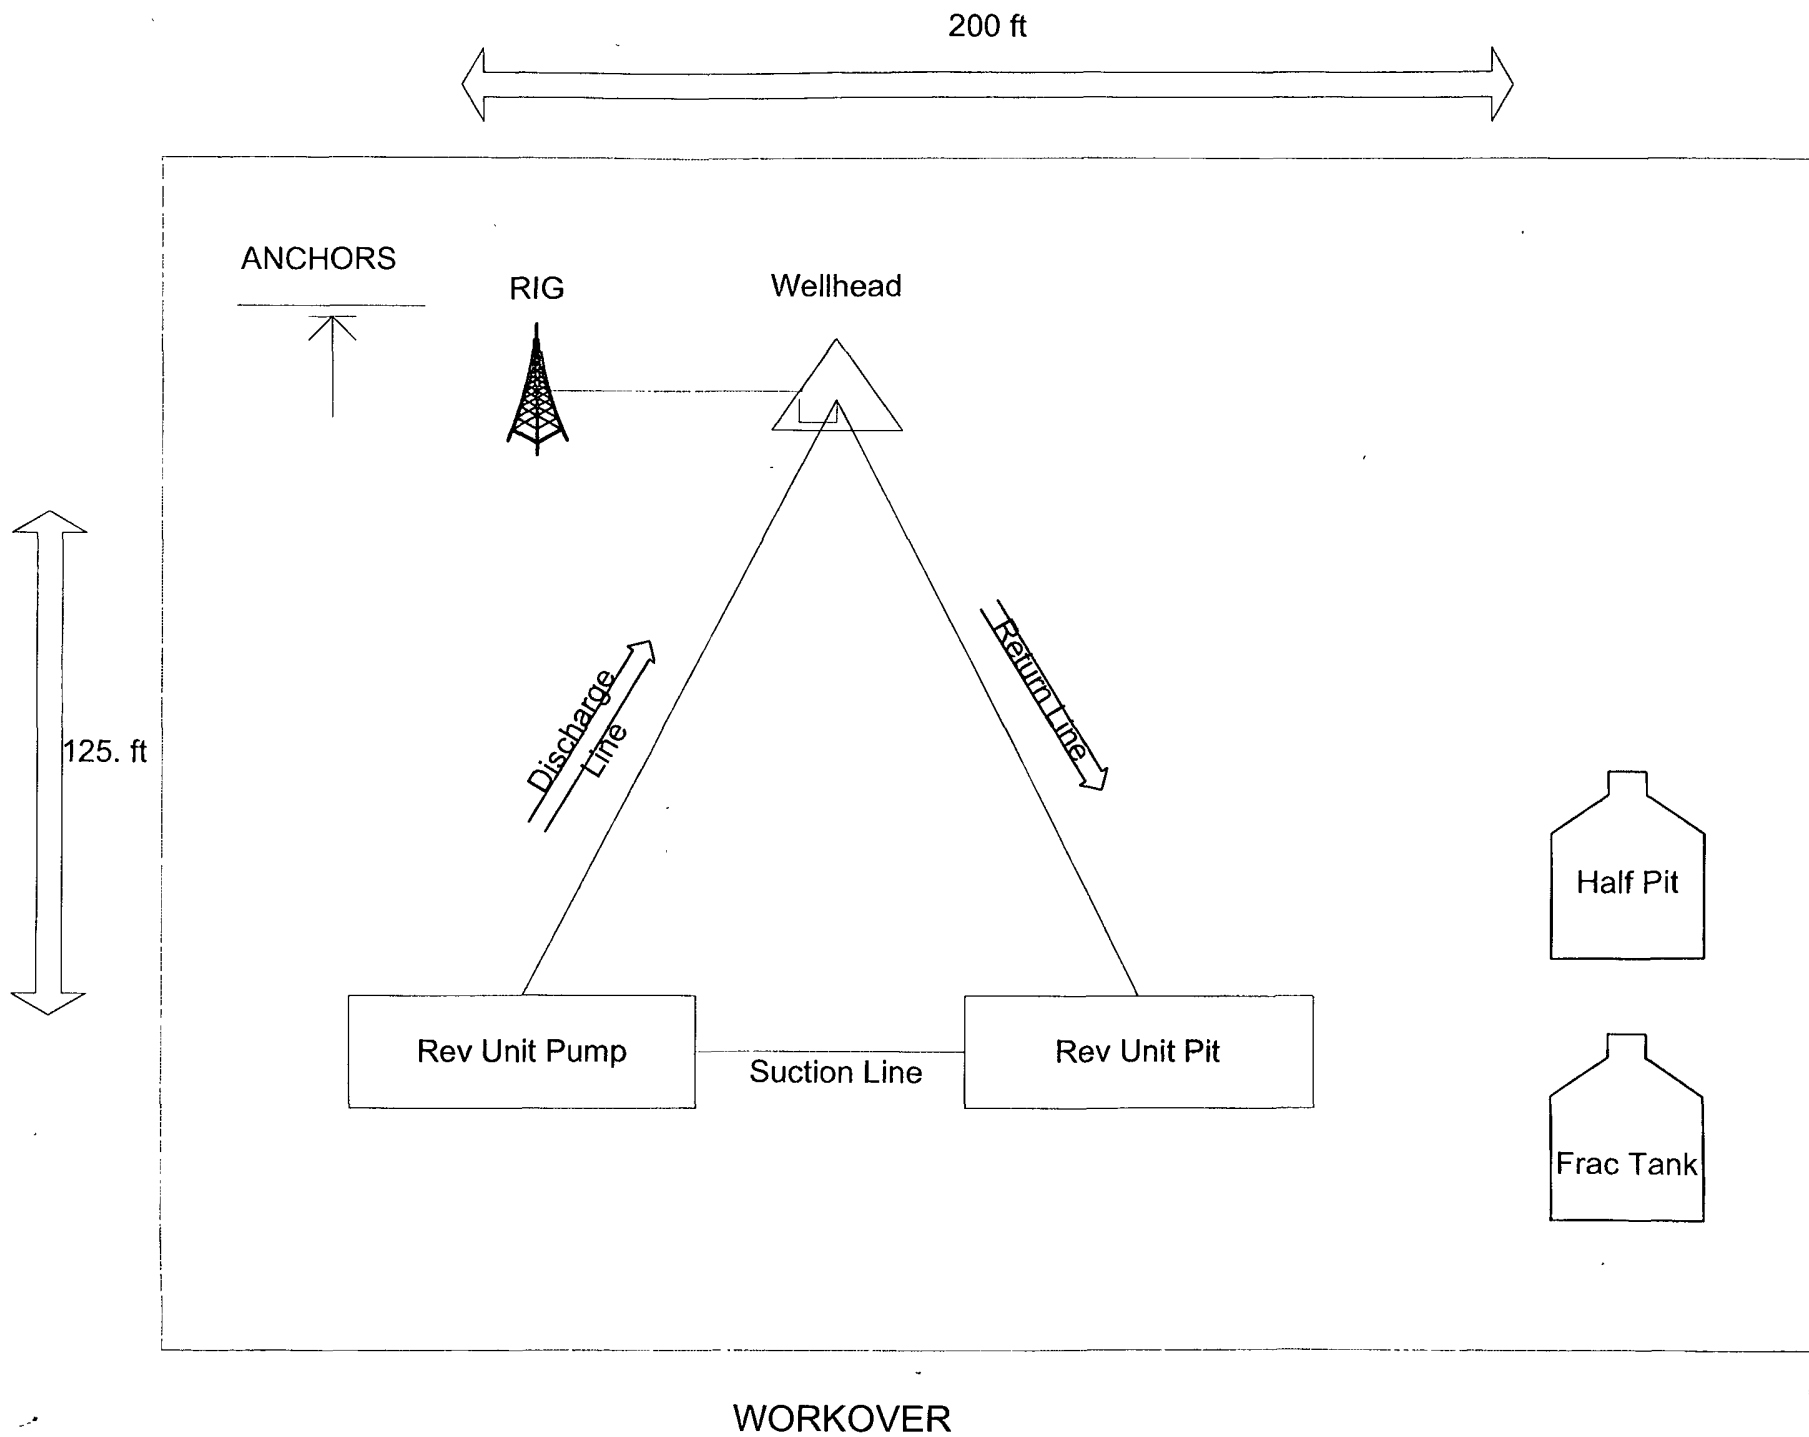 200 ft
ANCHORS
RIG
Wellhead
125. ft
Discharge
Line
Return Line
Half Pit
Rev Unit Pump
Suction Line
Rev Unit Pit
Frac Tank
WORKOVER